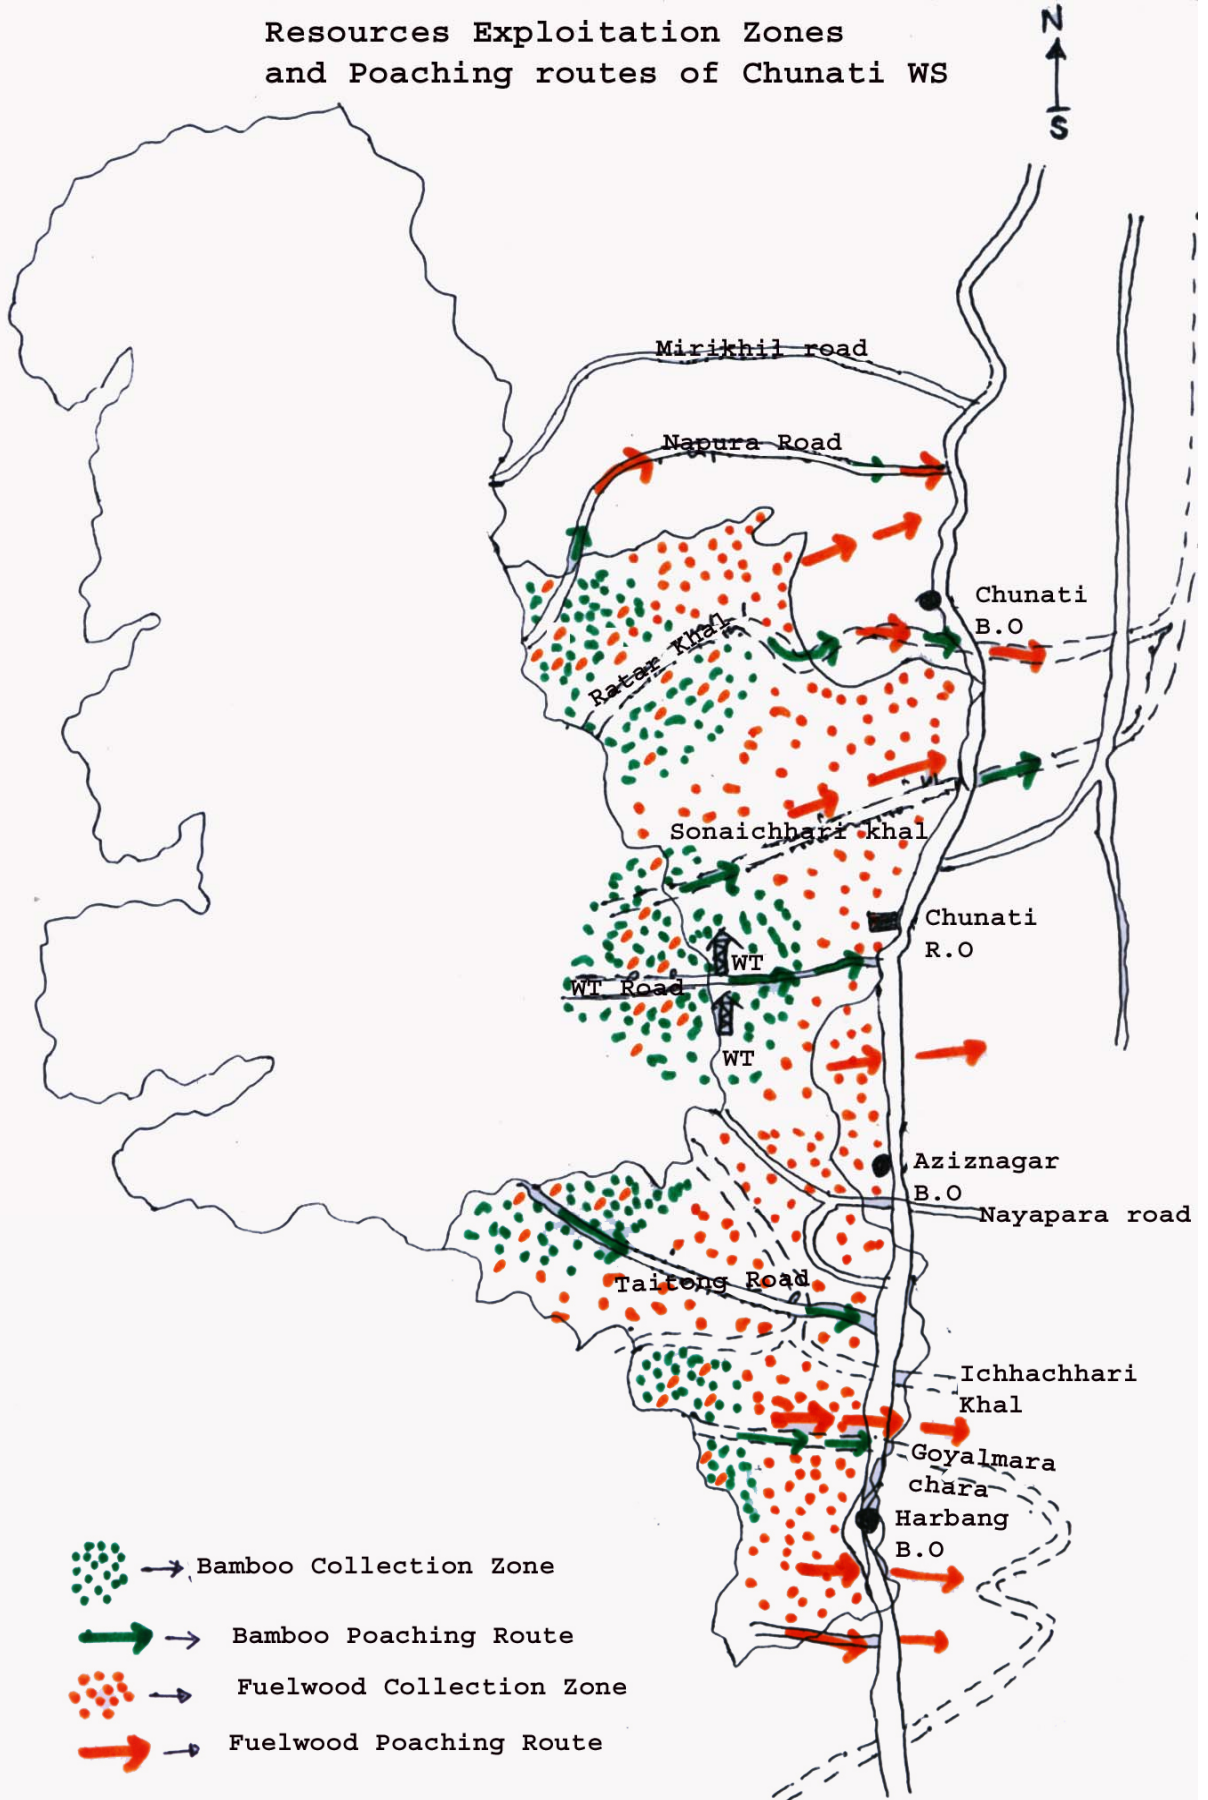 Resources Exploitation Zones
and Poaching routes of Chunati WS
N
S
Mirikhil road
Napura Road
Chunati
B.O
Ratar Khal
Sonaichhari khal
Chunati
R.O
WT
WT Road
WT
Aziznagar
B.O
Nayapara road
Taitong Road
Ichhachhari
Khal
Goyalmara
chara
Harbang
B.O
Bamboo Collection Zone
Bamboo Poaching Route
Fuelwood Collection Zone
Fuelwood Poaching Route